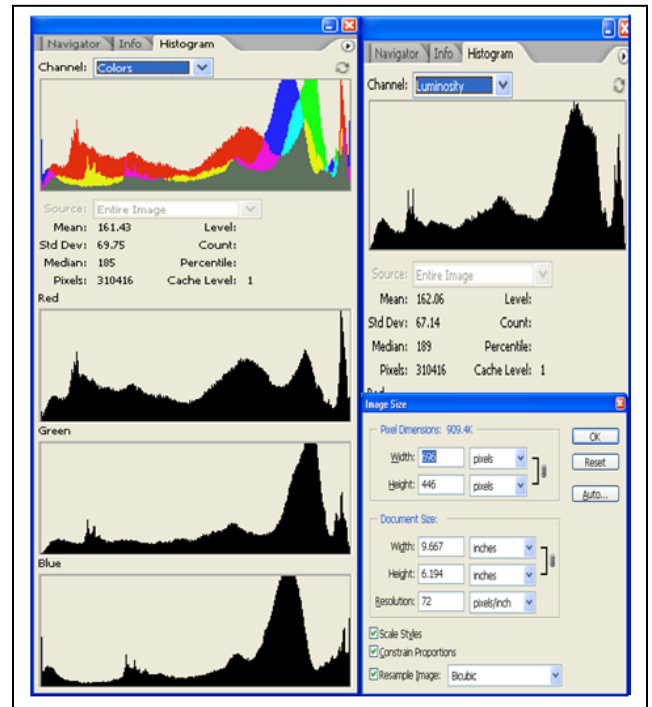 Navigator Info Histogram
Channel: Colors
Source: Entire Image
Mean: 161.43 Level:
Std Dev: 69.75 Count:
Median: 185 Percentile:
Pixels: 310416 Cache Level: 1
Red
Green
Blue
Navigator Info Histogram
Channel: Luminosity
Source: Entire Image
Mean: 162.06 Level:
Std Dev: 67.14 Count:
Median: 189 Percentile:
Pixels: 310416 Cache Level: 1
Image Size
Pixel Dimensions: 909.4K
Width: 696 pixels
Height: 446 pixels
OK
Reset
Auto...
Document Size:
Width: 9.667 inches
Height: 6.194 inches
Resolution: 72 pixels/inch
Scale Styles
Constrain Proportions
Resample Image: Bicubic